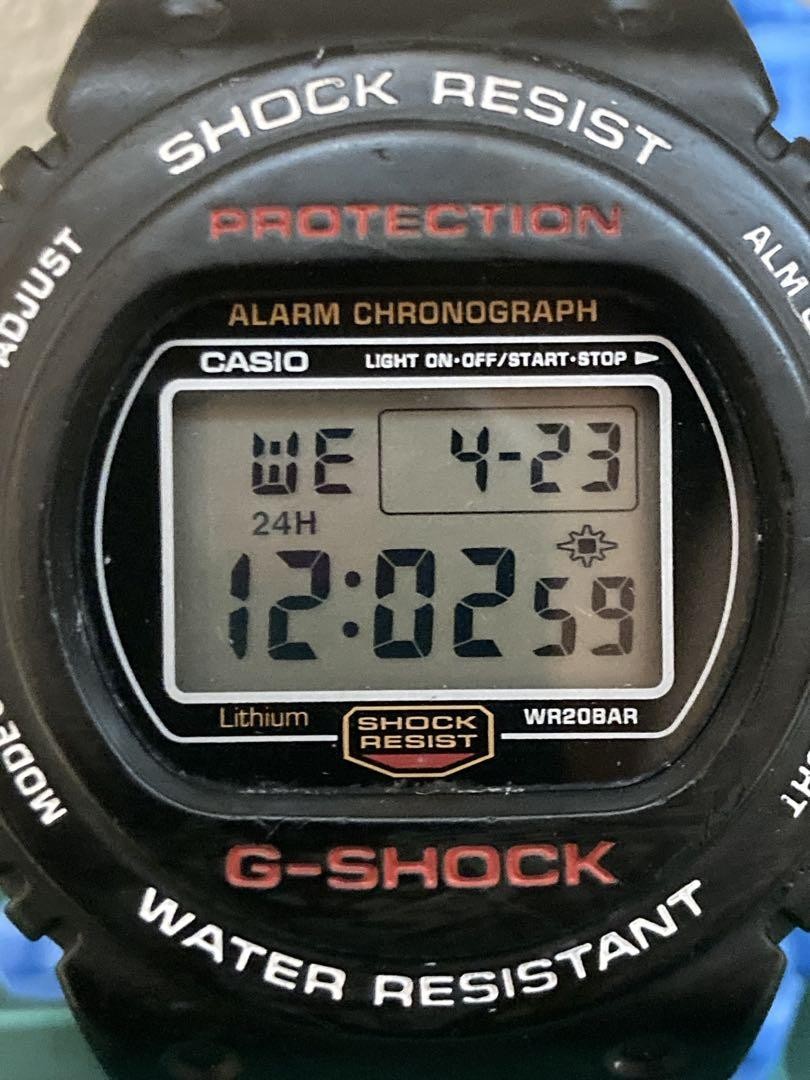 SHOCK RESIST
PROTECTION
ADJUST
ALM
ALARM CHRONOGRAPH
CASIO LIGHT ON·OFF/START·STOP ►
WE 4-23
24H
12:02 59
Lithium SHOCK RESIST WR20BAR
MODE
G-SHOCK
WATER RESISTANT